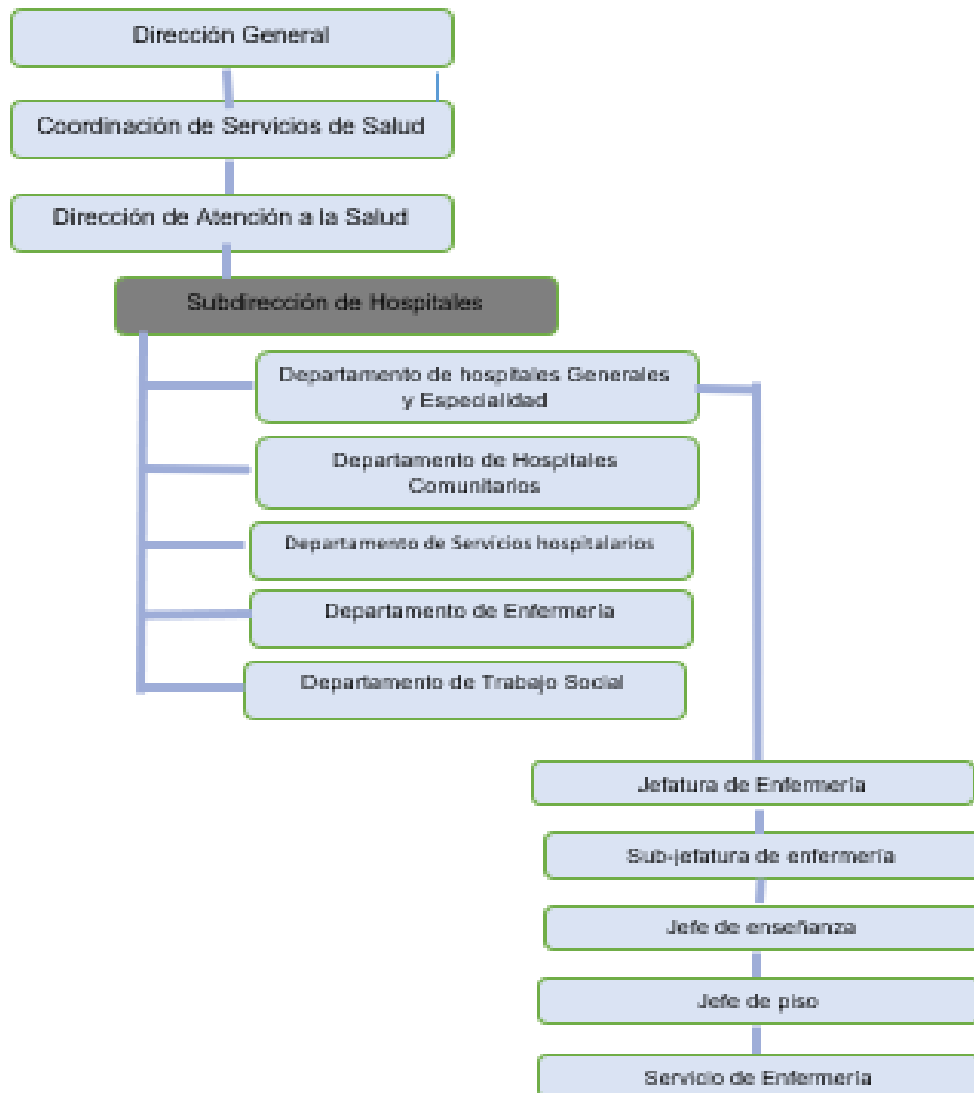 Dirección General
Coordinación de Servicios de Salud
Dirección de Atención a la Salud
Subdirección de Hospitales
Departamento de hospitales Generales
y Especialidad
Departamento de Hospitales
Comunitarios
Departamento de Servicios hospitalarios
Departamento de Enfermería
Departamento de Trabajo Social
Jefatura de Enfermería
Sub-jefatura de enfermería
Jefe de enseñanza
Jefe de piso
Servicio de Enfermería